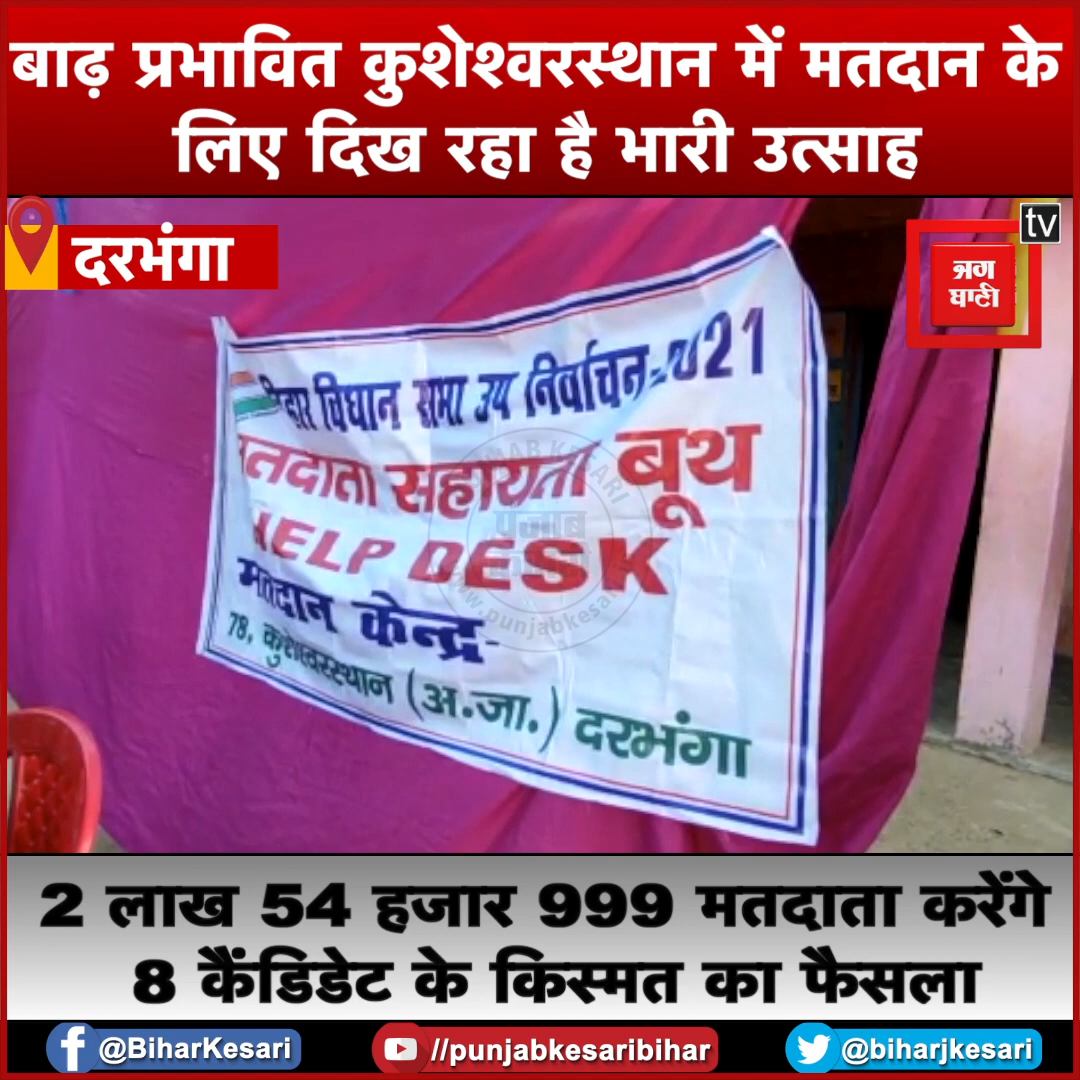 बाढ़ प्रभावित कुशेश्वरस्थान में मतदान के
लिए दिख रहा है भारी उत्साह
दरभंगा
tv
जग
बाणी
विधान सभा उप निर्वाचन-2021
मतदाता सहायता बूथ
HELP DESK
मतदान केन्द्र-
78, कुशेश्वरस्थान (अ.जा.) दरभंगा
2 लाख 54 हजार 999 मतदाता करेंगे
8 कैंडिडेट के किस्मत का फैसला
@BiharKesari
//punjabkesaribihar
@biharjkesari